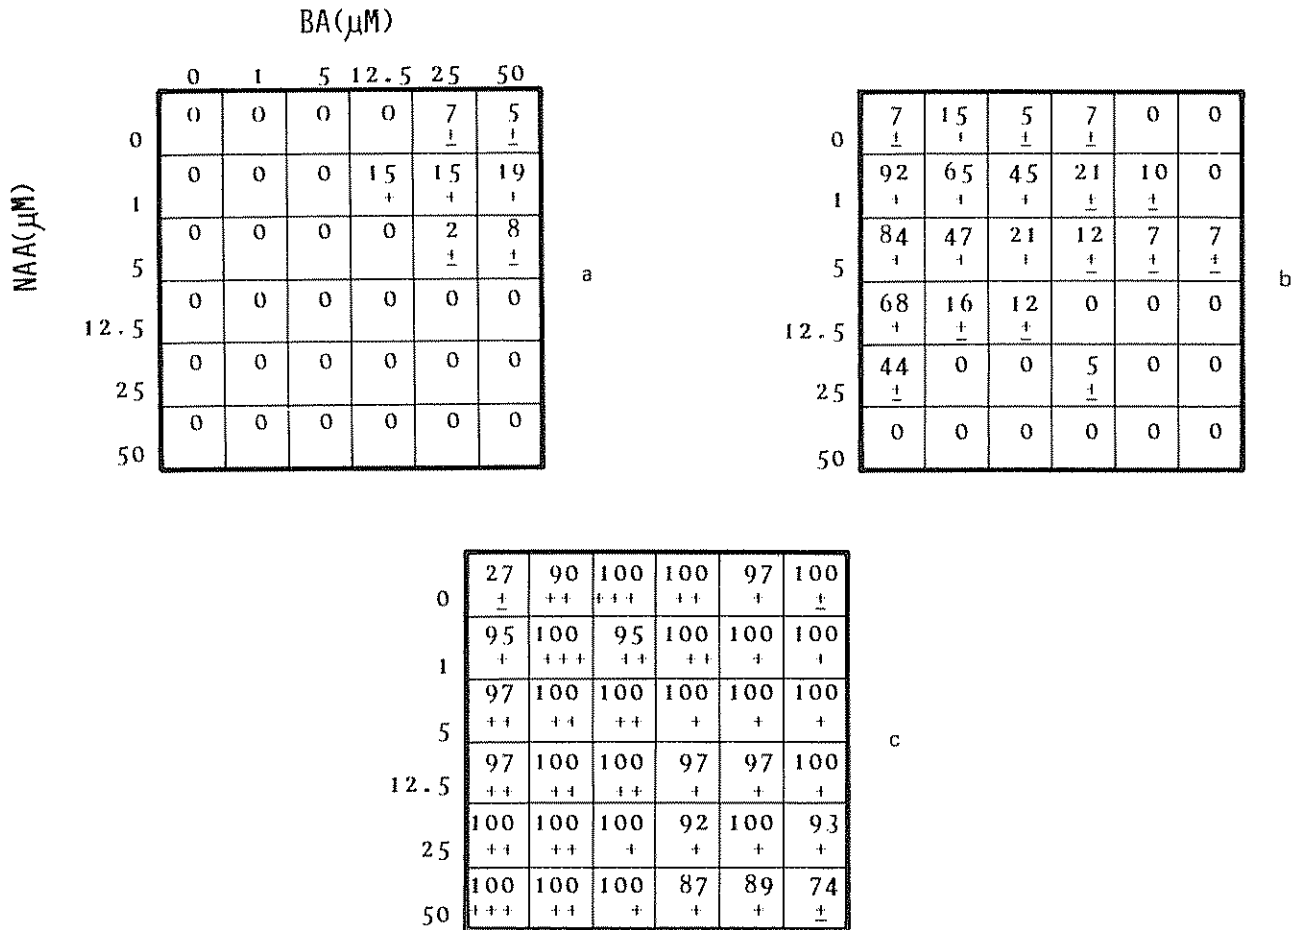 BA(μM)
0 1 5 12.5 25 50
NAA(μM)
0 0 0 0 0 7 5
± ±
1 0 0 0 15 15 19
+ + +
5 0 0 0 0 2 8
± ±
12.5 0 0 0 0 0 0
25 0 0 0 0 0 0
50 0 0 0 0 0 0
a
0 7 15 5 7 0 0
± + ± ±
1 92 65 45 21 10 0
+ + + ± ±
5 84 47 21 12 7 7
+ + + ± ± ±
12.5 68 16 12 0 0 0
+ ± ±
25 44 0 0 5 0 0
± ±
50 0 0 0 0 0 0
b
0 27 90 100 100 97 100
± ++ +++ ++ + ±
1 95 100 95 100 100 100
+ +++ ++ ++ + +
5 97 100 100 100 100 100
++ ++ ++ + + +
12.5 97 100 100 97 97 100
++ ++ ++ + + +
25 100 100 100 92 100 93
++ ++ + + + +
50 100 100 100 87 89 74
+++ ++ + + + ±
c